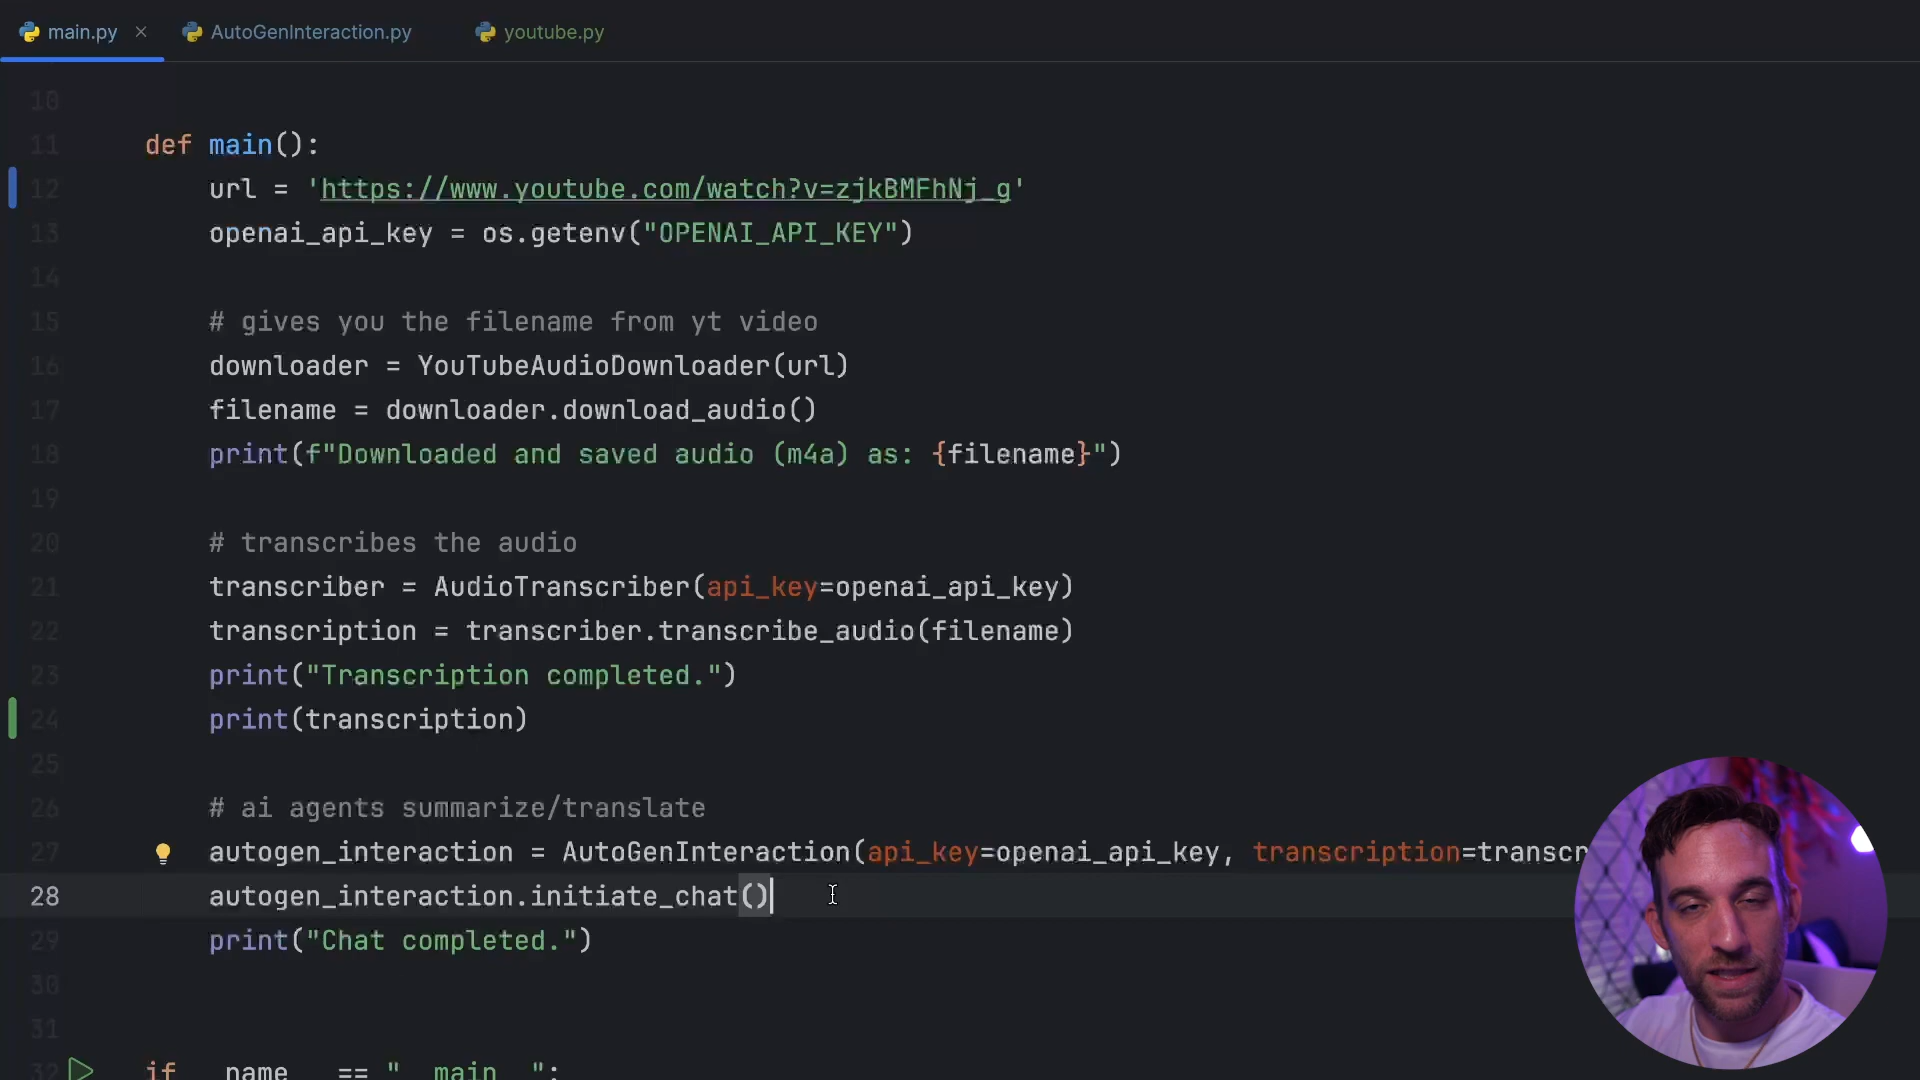 main.py × AutoGenInteraction.py youtube.py
10
11 def main():
12 url = 'https://www.youtube.com/watch?v=zjkBMFhNj_g'
13 openai_api_key = os.getenv("OPENAI_API_KEY")
14
15 # gives you the filename from yt video
16 downloader = YouTubeAudioDownloader(url)
17 filename = downloader.download_audio()
18 print(f"Downloaded and saved audio (m4a) as: {filename}")
19
20 # transcribes the audio
21 transcriber = AudioTranscriber(api_key=openai_api_key)
22 transcription = transcriber.transcribe_audio(filename)
23 print("Transcription completed.")
24 print(transcription)
25
26 # ai agents summarize/translate
27 autogen_interaction = AutoGenInteraction(api_key=openai_api_key, transcription=transcr
28 autogen_interaction.initiate_chat()
29 print("Chat completed.")
30
31
32 if __name__ == "__main__":